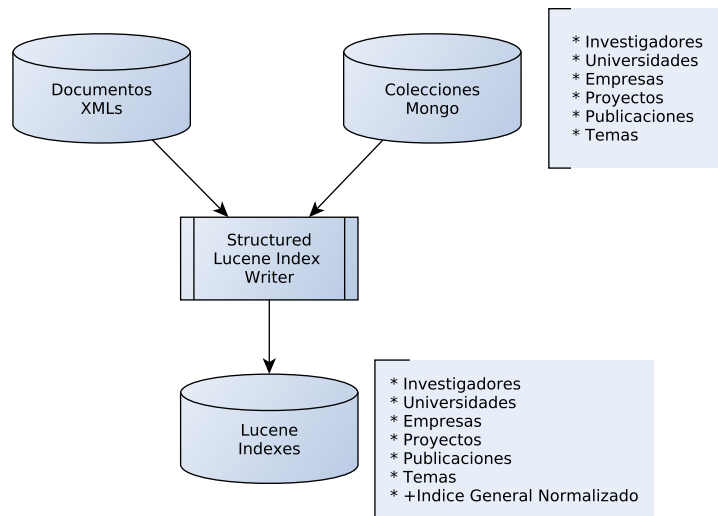 Documentos
XMLs
Colecciones
Mongo
* Investigadores
* Universidades
* Empresas
* Proyectos
* Publicaciones
* Temas
Structured
Lucene Index
Writer
Lucene
Indexes
* Investigadores
* Universidades
* Empresas
* Proyectos
* Publicaciones
* Temas
* +Indice General Normalizado